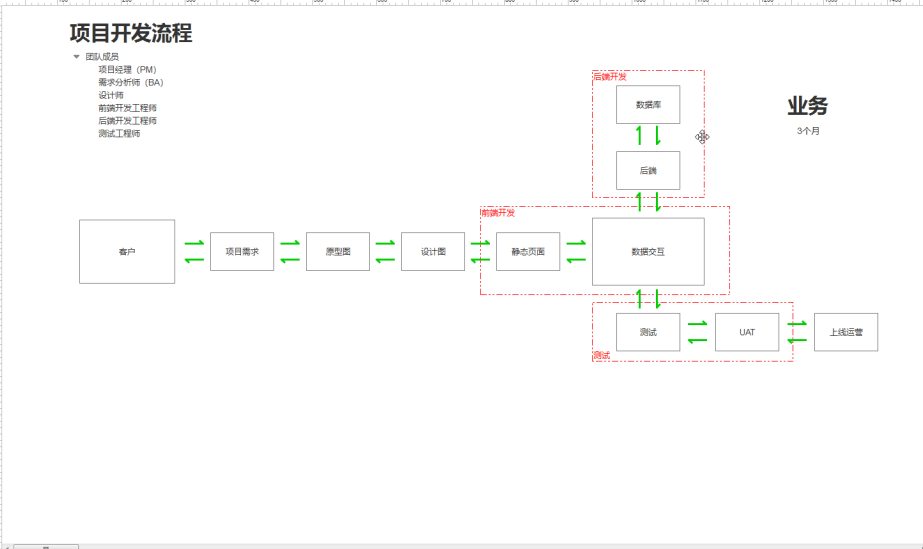 项目开发流程
团队成员
项目经理（PM）
需求分析师（BA）
设计师
前端开发工程师
后端开发工程师
测试工程师
后端开发
数据库
后端
业务
3个月
前端开发
客户
项目需求
原型图
设计图
静态页面
数据交互
测试
UAT
上线运营
测试